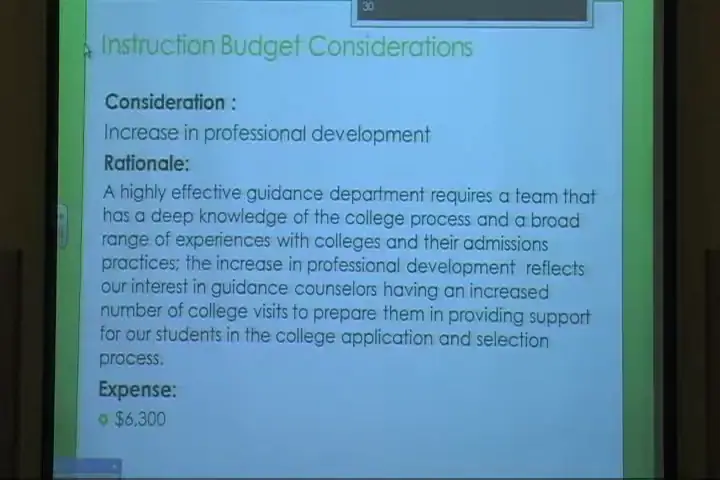 30
Instruction Budget Considerations
Consideration :
Increase in professional development
Rationale:
A highly effective guidance department requires a team that
has a deep knowledge of the college process and a broad
range of experiences with colleges and their admissions
practices; the increase in professional development reflects
our interest in guidance counselors having an increased
number of college visits to prepare them in providing support
for our students in the college application and selection
process.
Expense:
$6,300